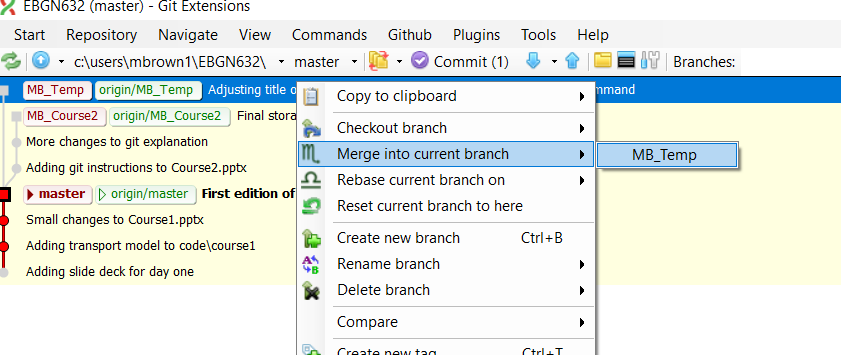 EBGN632 (master) - Git Extensions
Start Repository Navigate View Commands Github Plugins Tools Help
c:\users\mbrown1\EBGN632\ master Commit (1) Branches:
MB_Temp origin/MB_Temp Adjusting title o mmand
MB_Course2 origin/MB_Course2 Final stora
More changes to git explanation
Adding git instructions to Course2.pptx
master origin/master First edition of
Small changes to Course1.pptx
Adding transport model to code\course1
Adding slide deck for day one
Copy to clipboard
Checkout branch
Merge into current branch
MB_Temp
Rebase current branch on
Reset current branch to here
Create new branch Ctrl+B
Rename branch
Delete branch
Compare
Create new tag Ctrl+T